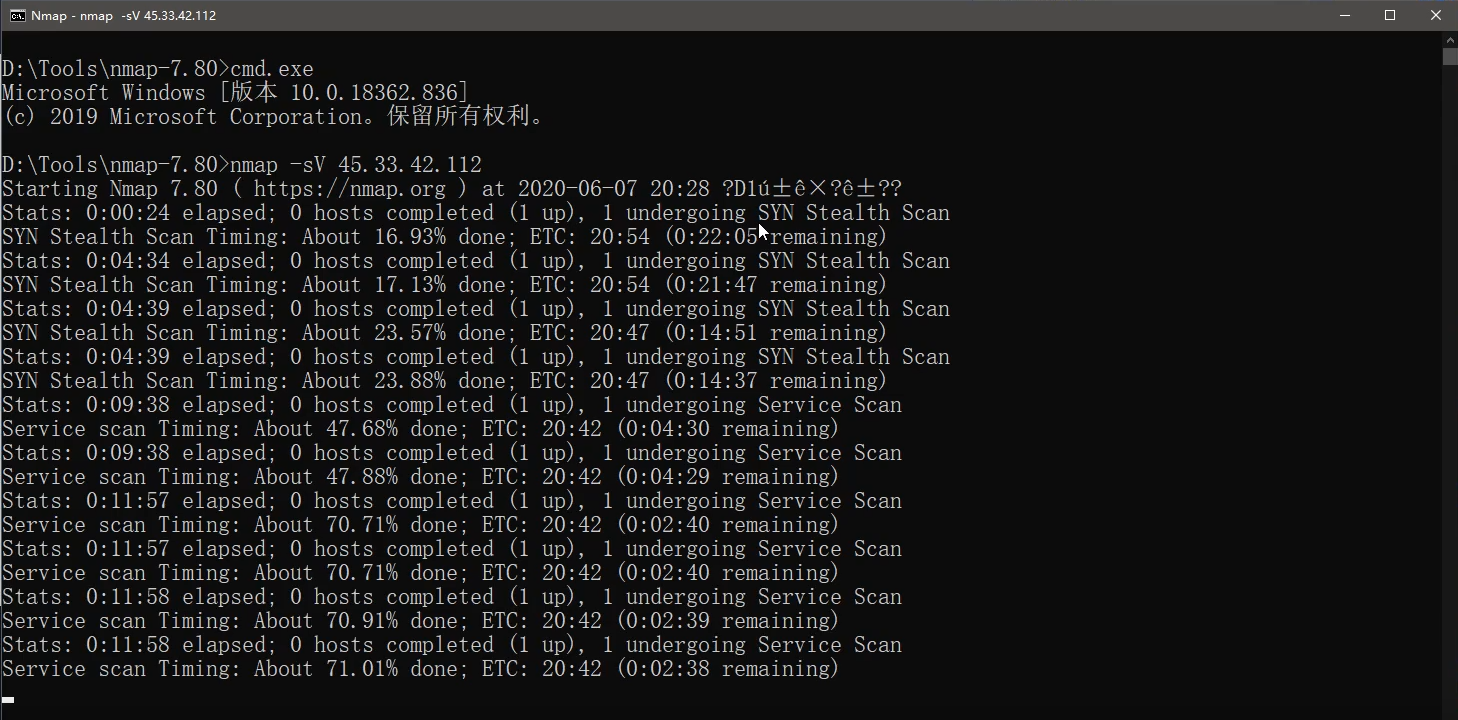 Nmap - nmap -sV 45.33.42.112
D:\Tools\nmap-7.80>cmd.exe
Microsoft Windows [版本 10.0.18362.836]
(c) 2019 Microsoft Corporation。保留所有权利。
D:\Tools\nmap-7.80>nmap -sV 45.33.42.112
Starting Nmap 7.80 ( https://nmap.org ) at 2020-06-07 20:28 ?D1ú±ê×?ê±??
Stats: 0:00:24 elapsed; 0 hosts completed (1 up), 1 undergoing SYN Stealth Scan
SYN Stealth Scan Timing: About 16.93% done; ETC: 20:54 (0:22:05 remaining)
Stats: 0:04:34 elapsed; 0 hosts completed (1 up), 1 undergoing SYN Stealth Scan
SYN Stealth Scan Timing: About 17.13% done; ETC: 20:54 (0:21:47 remaining)
Stats: 0:04:39 elapsed; 0 hosts completed (1 up), 1 undergoing SYN Stealth Scan
SYN Stealth Scan Timing: About 23.57% done; ETC: 20:47 (0:14:51 remaining)
Stats: 0:04:39 elapsed; 0 hosts completed (1 up), 1 undergoing SYN Stealth Scan
SYN Stealth Scan Timing: About 23.88% done; ETC: 20:47 (0:14:37 remaining)
Stats: 0:09:38 elapsed; 0 hosts completed (1 up), 1 undergoing Service Scan
Service scan Timing: About 47.68% done; ETC: 20:42 (0:04:30 remaining)
Stats: 0:09:38 elapsed; 0 hosts completed (1 up), 1 undergoing Service Scan
Service scan Timing: About 47.88% done; ETC: 20:42 (0:04:29 remaining)
Stats: 0:11:57 elapsed; 0 hosts completed (1 up), 1 undergoing Service Scan
Service scan Timing: About 70.71% done; ETC: 20:42 (0:02:40 remaining)
Stats: 0:11:57 elapsed; 0 hosts completed (1 up), 1 undergoing Service Scan
Service scan Timing: About 70.71% done; ETC: 20:42 (0:02:40 remaining)
Stats: 0:11:58 elapsed; 0 hosts completed (1 up), 1 undergoing Service Scan
Service scan Timing: About 70.91% done; ETC: 20:42 (0:02:39 remaining)
Stats: 0:11:58 elapsed; 0 hosts completed (1 up), 1 undergoing Service Scan
Service scan Timing: About 71.01% done; ETC: 20:42 (0:02:38 remaining)